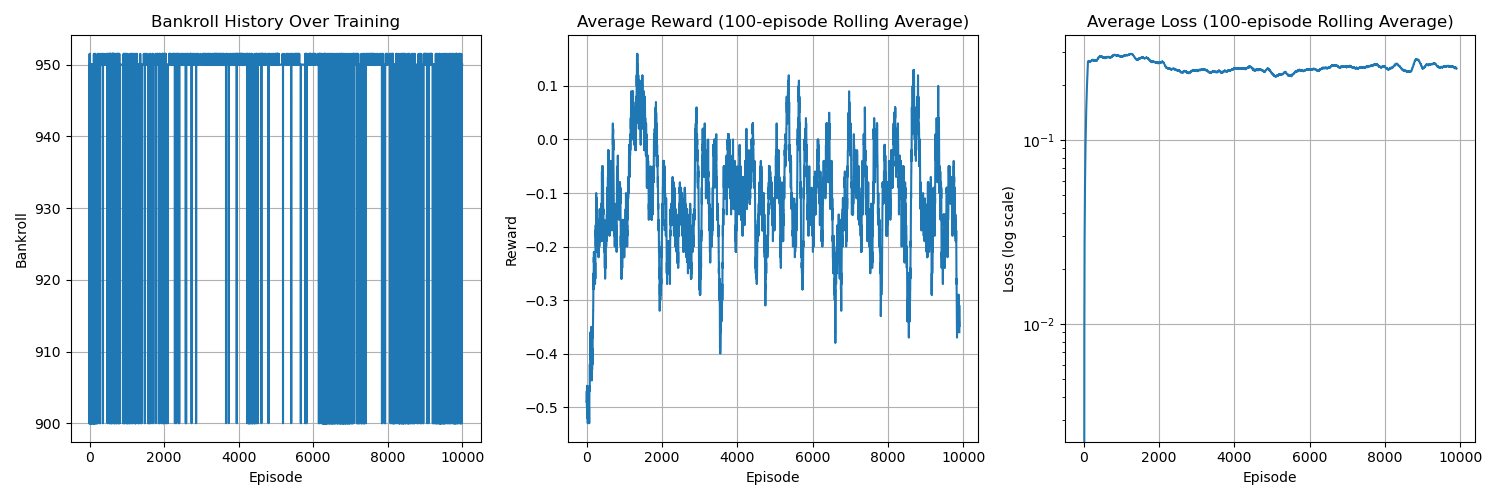 Bankroll History Over Training
Bankroll
950
940
930
920
910
900
0 2000 4000 6000 8000 10000
Episode
Average Reward (100-episode Rolling Average)
Reward
0.1
0.0
−0.1
−0.2
−0.3
−0.4
−0.5
0 2000 4000 6000 8000 10000
Episode
Average Loss (100-episode Rolling Average)
Loss (log scale)
10⁻¹
10⁻²
0 2000 4000 6000 8000 10000
Episode